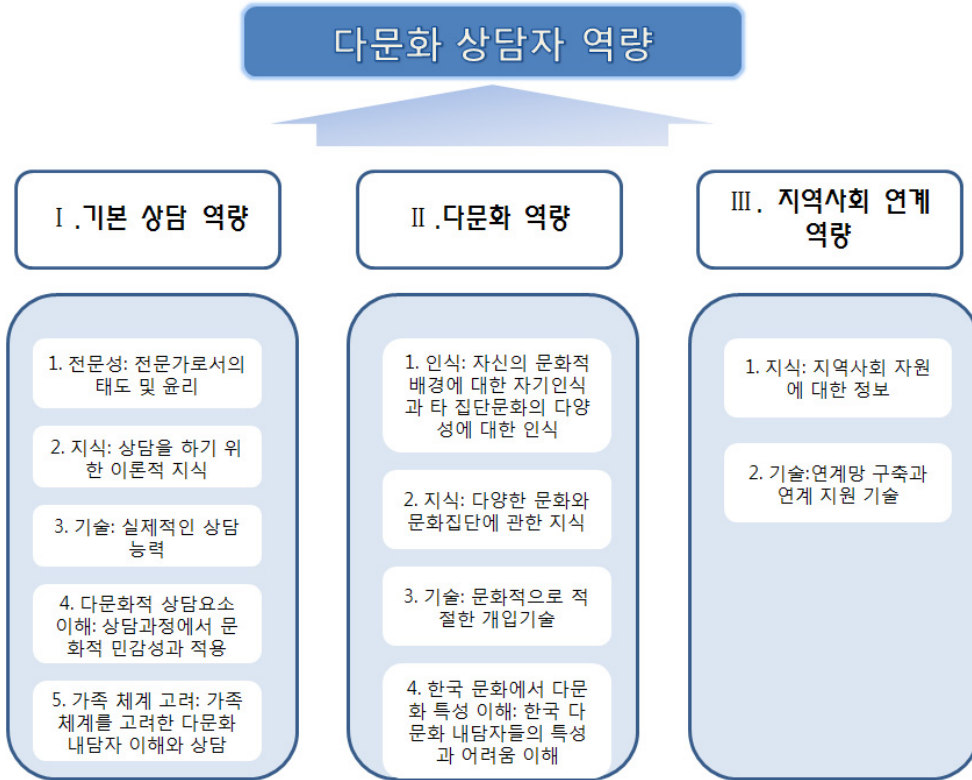 다문화 상담자 역량
Ⅰ.기본 상담 역량
1. 전문성: 전문가로서의
태도 및 윤리
2. 지식: 상담을 하기 위
한 이론적 지식
3. 기술: 실제적인 상담
능력
4. 다문화적 상담요소
이해: 상담과정에서 문
화적 민감성과 적용
5. 가족 체계 고려: 가족
체계를 고려한 다문화
내담자 이해와 상담
Ⅱ.다문화 역량
1. 인식: 자신의 문화적
배경에 대한 자기인식
과 타 집단문화의 다양
성에 대한 인식
2. 지식: 다양한 문화와
문화집단에 관한 지식
3. 기술: 문화적으로 적
절한 개입기술
4. 한국 문화에서 다문
화 특성 이해: 한국 다
문화 내담자들의 특성
과 어려움 이해
Ⅲ. 지역사회 연계
역량
1. 지식: 지역사회 자원
에 대한 정보
2. 기술:연계망 구축과
연계 지원 기술